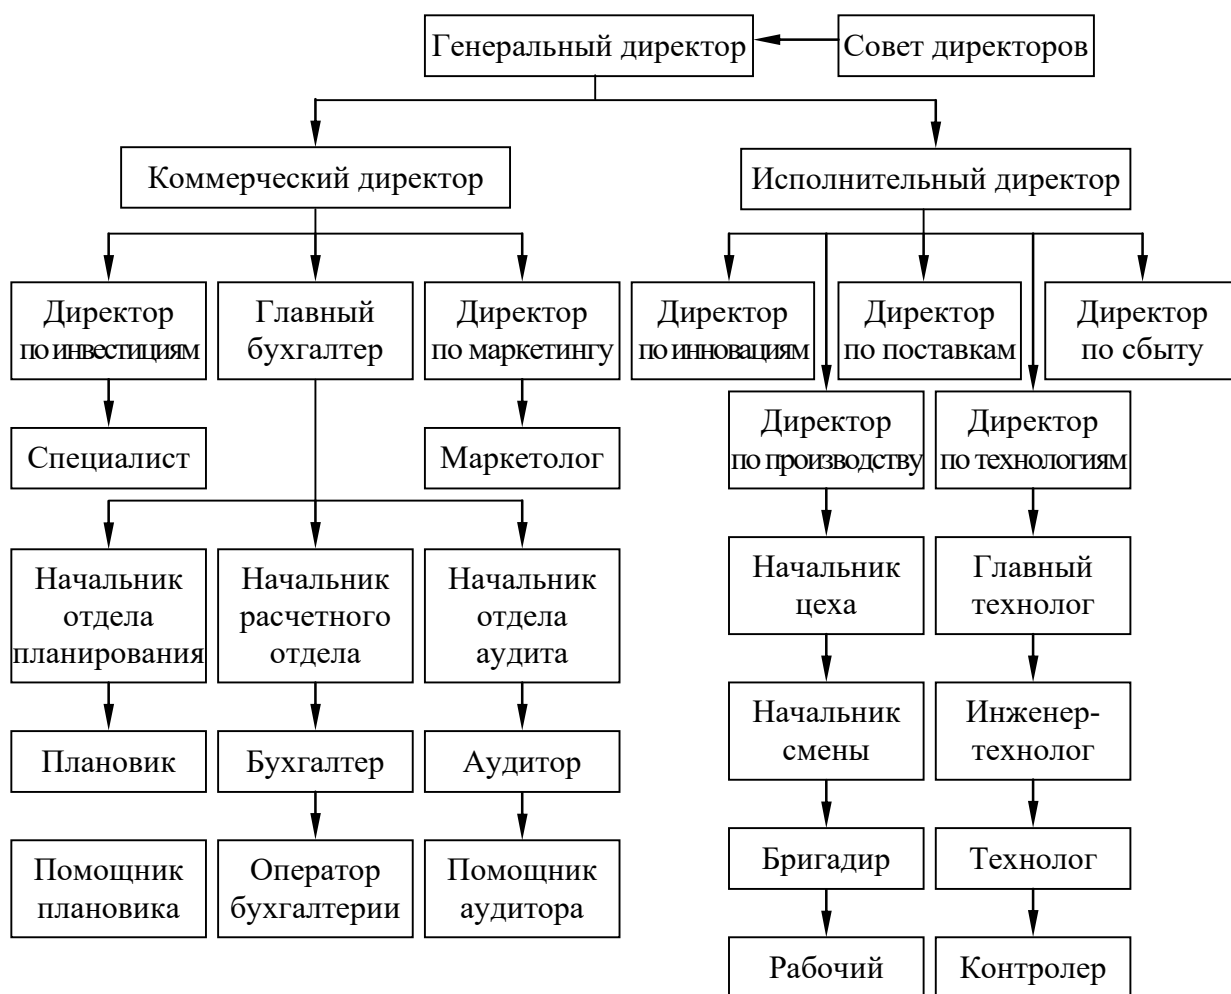 Генеральный директор
Совет директоров
Коммерческий директор
Исполнительный директор
Директор
по инвестициям
Главный
бухгалтер
Директор
по маркетингу
Директор
по инновациям
Директор
по поставкам
Директор
по сбыту
Директор
по производству
Директор
по технологиям
Специалист
Маркетолог
Начальник
отдела
планирования
Начальник
расчетного
отдела
Начальник
отдела
аудита
Начальник
цеха
Главный
технолог
Плановик
Бухгалтер
Аудитор
Начальник
смены
Инженер-
технолог
Помощник
плановика
Оператор
бухгалтерии
Помощник
аудитора
Бригадир
Технолог
Рабочий
Контролер